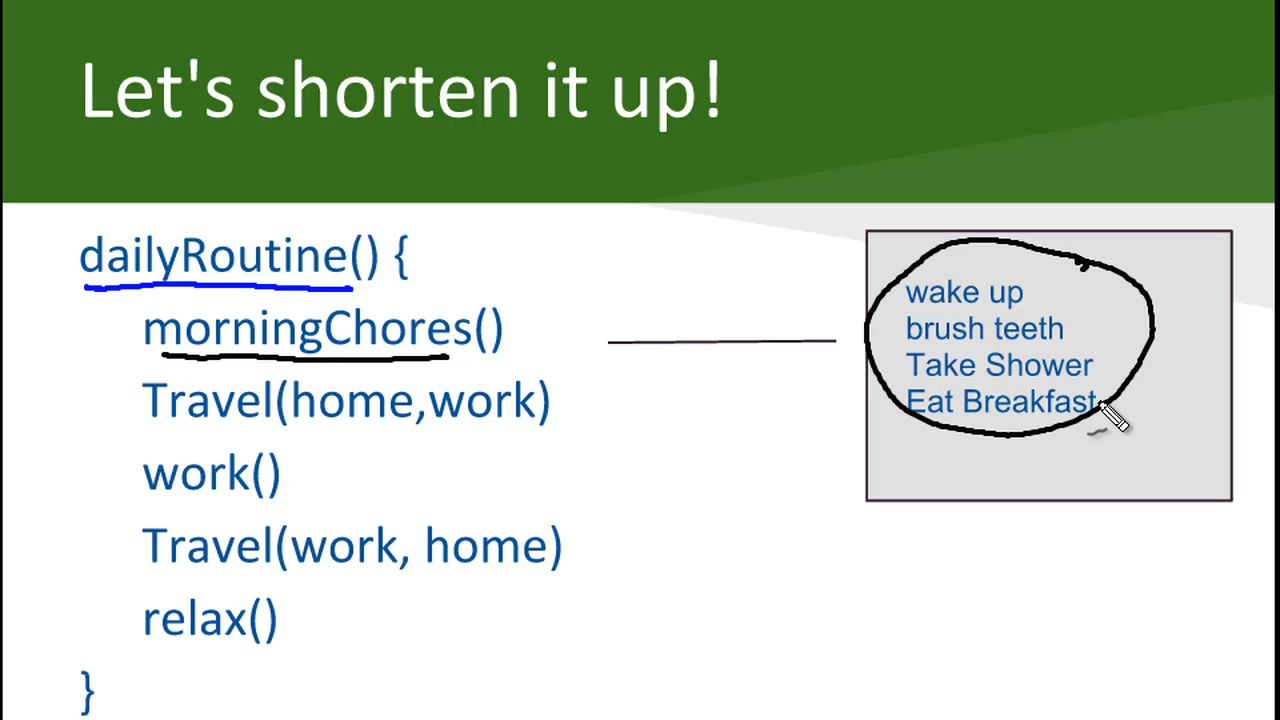 Let's shorten it up!
dailyRoutine() {
morningChores()
Travel(home,work)
work()
Travel(work, home)
relax()
}
wake up
brush teeth
Take Shower
Eat Breakfast